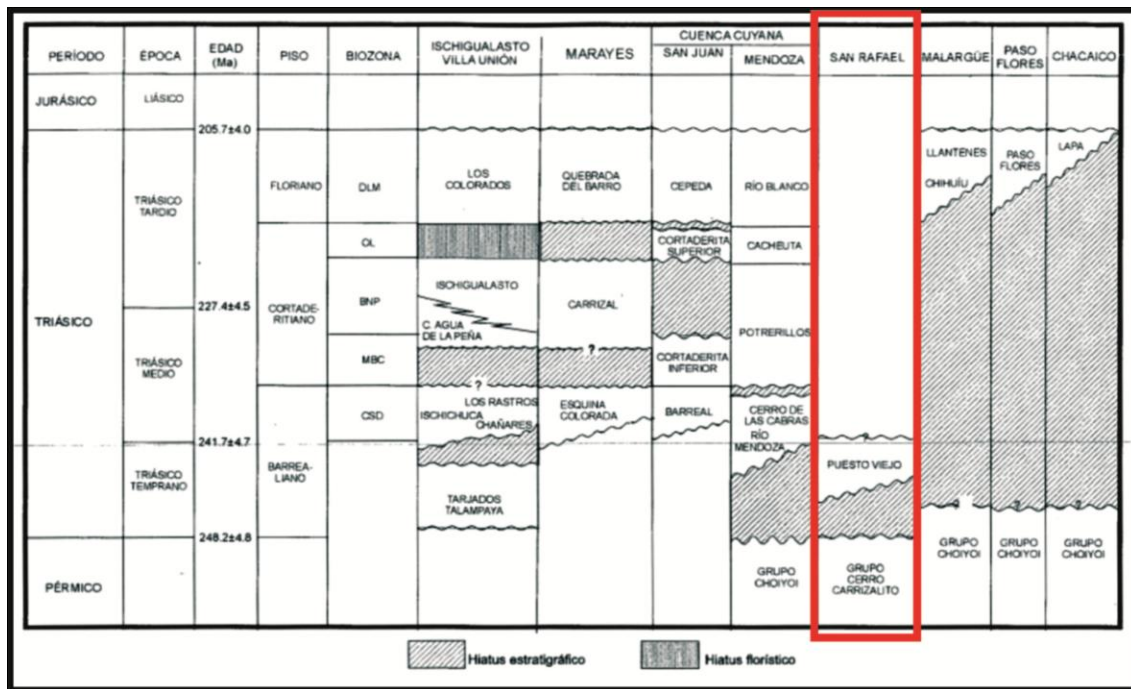 CUENCA CUYANA
PERÍODO ÉPOCA EDAD (Ma) PISO BIOZONA ISCHIGUALASTO VILLA UNIÓN MARAYES SAN JUAN MENDOZA SAN RAFAEL MALARGÜE PASO FLORES CHACAICO
JURÁSICO LIÁSICO
205.7±4.0
LLANTENES PASO FLORES LAPA
CHIHUÍU
TRIÁSICO TARDIO FLORIANO DLM LOS COLORADOS QUEBRADA DEL BARRO CEPEDA RÍO BLANCO
OL CORTADERITA SUPERIOR CACHEUTA
TRIÁSICO 227.4±4.5 CORTADE-
RITIANO BNP ISCHIGUALASTO CARRIZAL
C. AGUA
DE LA PEÑA POTRERILLOS
TRIÁSICO MEDIO MBC ? CORTADERITA INFERIOR
?
CSD LOS RASTROS ESQUINA COLORADA BARREAL CERRO DE LAS CABRAS
ISCHICHUCA CHAÑARES RÍO MENDOZA
241.7±4.7 ?
TRIÁSICO TEMPRANO BARREA-
LIANO PUESTO VIEJO
TARJADOS
TALAMPAYA ? ? ?
248.2±4.8
PÉRMICO GRUPO CHOIYOI GRUPO CERRO CARRIZALITO GRUPO CHOIYOI GRUPO CHOIYOI GRUPO CHOIYOI
Hiatus estratigráfico Hiatus florístico